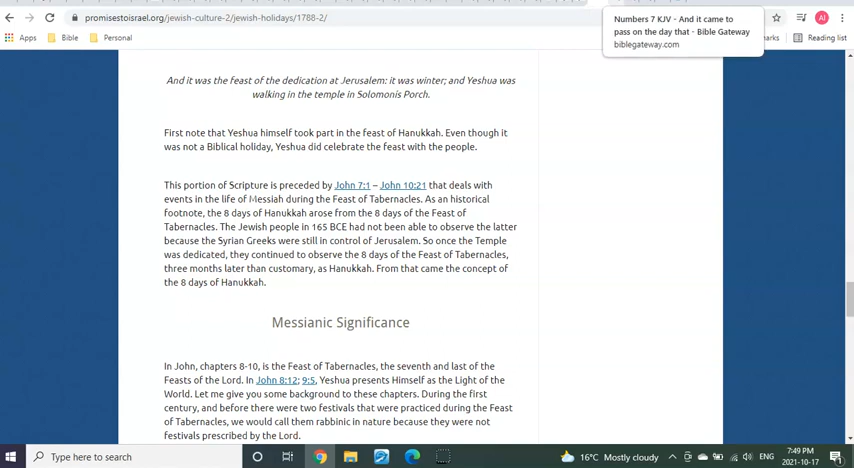 promisestoisrael.org/jewish-culture-2/jewish-holidays/1788-2/
Numbers 7 KJV - And it came to
pass on the day that - Bible Gateway
biblegateway.com
AI
Apps
Bible
Personal
Reading list
And it was the feast of the dedication at Jerusalem: it was winter; and Yeshua was
walking in the temple in Solomonís Porch.
First note that Yeshua himself took part in the feast of Hanukkah. Even though it
was not a Biblical holiday, Yeshua did celebrate the feast with the people.
This portion of Scripture is preceded by John 7:1 – John 10:21 that deals with
events in the life of Messiah during the Feast of Tabernacles. As an historical
footnote, the 8 days of Hanukkah arose from the 8 days of the Feast of
Tabernacles. The Jewish people in 165 BCE had not been able to observe the latter
because the Syrian Greeks were still in control of Jerusalem. So once the Temple
was dedicated, they continued to observe the 8 days of the Feast of Tabernacles,
three months later than customary, as Hanukkah. From that came the concept of
the 8 days of Hanukkah.
Messianic Significance
In John, chapters 8-10, is the Feast of Tabernacles, the seventh and last of the
Feasts of the Lord. In John 8:12; 9:5, Yeshua presents Himself as the Light of the
World. Let me give you some background to these chapters. During the first
century, and before there were two festivals that were practiced during the Feast
of Tabernacles, we would call them rabbinic in nature because they were not
festivals prescribed by the Lord.
Type here to search
16°C Mostly cloudy
ENG
7:49 PM
2021-10-17